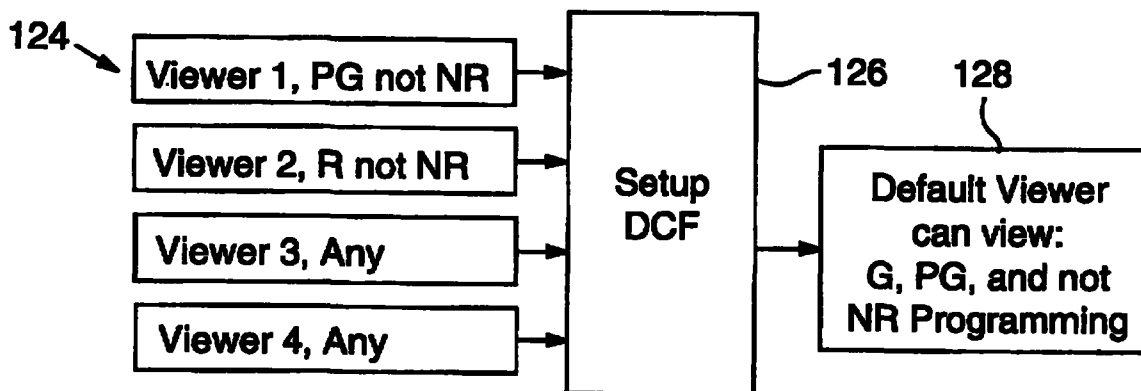 124
Viewer 1, PG not NR
Viewer 2, R not NR
Viewer 3, Any
Viewer 4, Any
Setup
DCF
126
128
Default Viewer
can view:
G, PG, and not
NR Programming